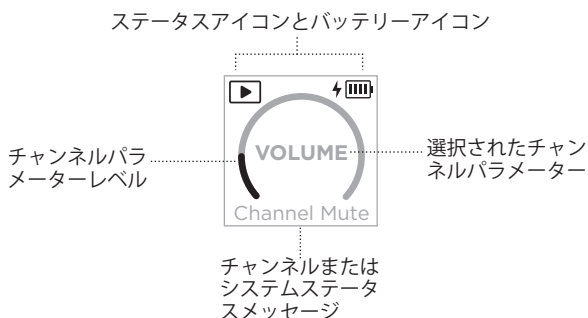 ステータスアイコンとバッテリーアイコン
VOLUME
チャンネルパラ
メーターレベル
選択されたチャン
ネルパラメーター
Channel Mute
チャンネルまたは
システムステータ
スメッセージ